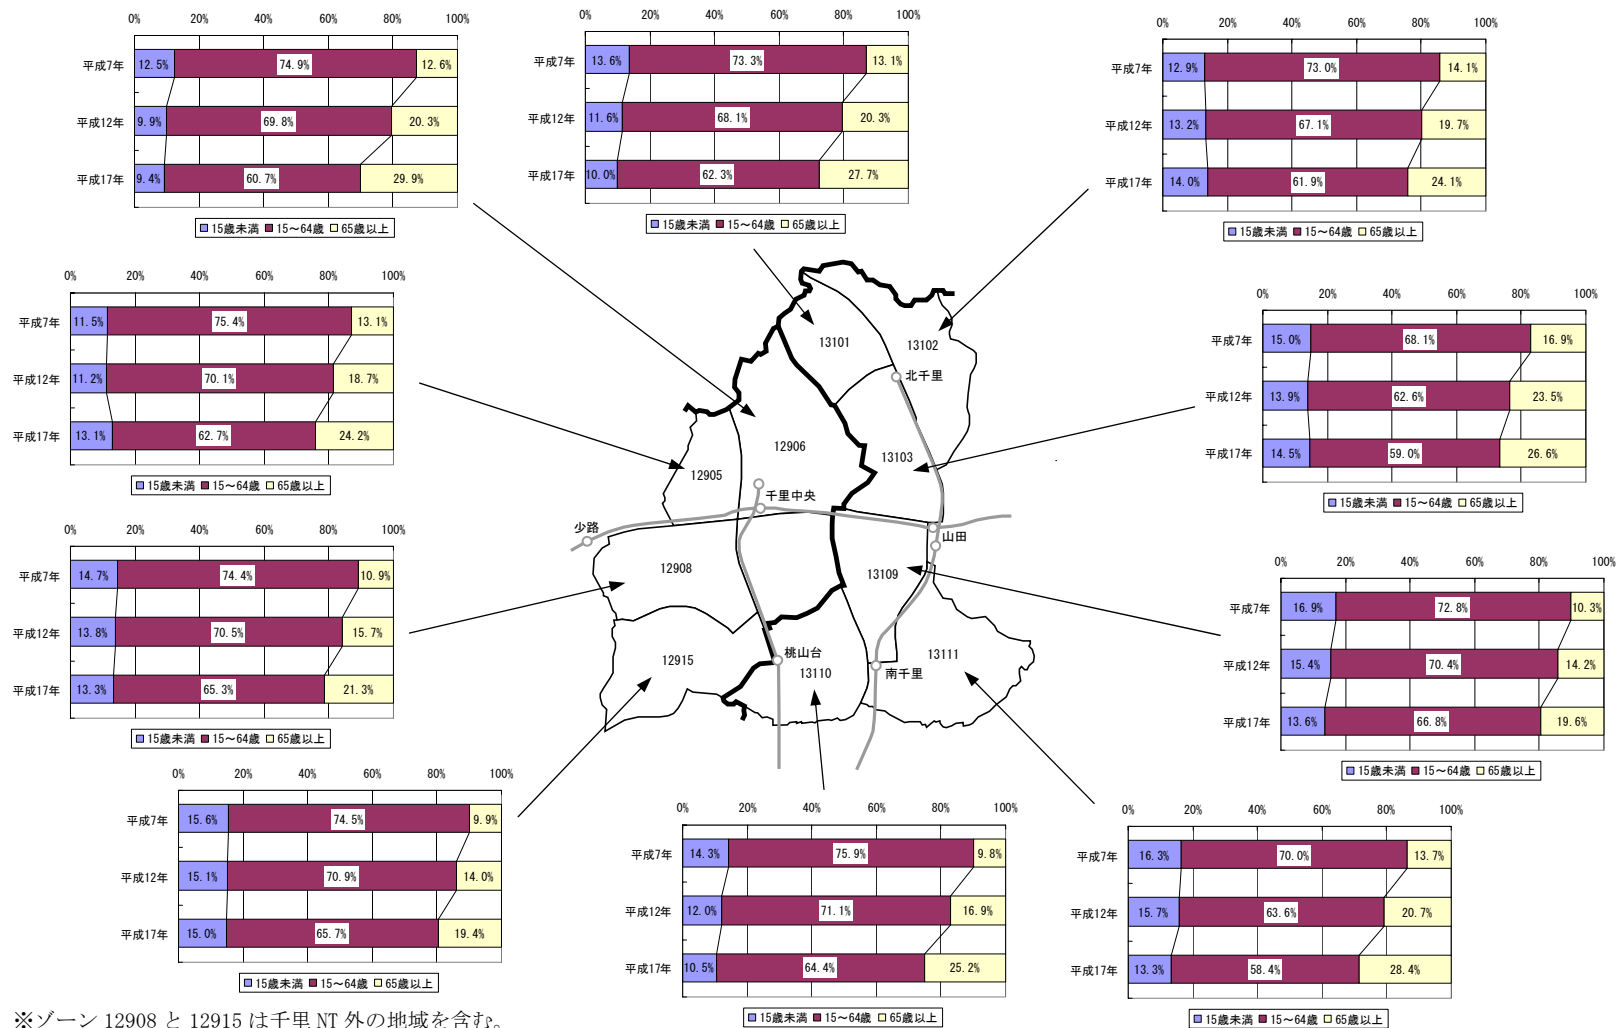 0% 20% 40% 60% 80% 100%
平成7年 12.5% 74.9% 12.6%
平成12年 9.9% 69.8% 20.3%
平成17年 9.4% 60.7% 29.9%
15歳未満 15～64歳 65歳以上
0% 20% 40% 60% 80% 100%
平成7年 13.6% 73.3% 13.1%
平成12年 11.6% 68.1% 20.3%
平成17年 10.0% 62.3% 27.7%
15歳未満 15～64歳 65歳以上
0% 20% 40% 60% 80% 100%
平成7年 12.9% 73.0% 14.1%
平成12年 13.2% 67.1% 19.7%
平成17年 14.0% 61.9% 24.1%
15歳未満 15～64歳 65歳以上
0% 20% 40% 60% 80% 100%
平成7年 11.5% 75.4% 13.1%
平成12年 11.2% 70.1% 18.7%
平成17年 13.1% 62.7% 24.2%
15歳未満 15～64歳 65歳以上
13101
13102
北千里
12906
13103
12905
千里中央
少路
山田
12908
13109
12915
桃山台
13110
南千里
13111
0% 20% 40% 60% 80% 100%
平成7年 15.0% 68.1% 16.9%
平成12年 13.9% 62.6% 23.5%
平成17年 14.5% 59.0% 26.6%
15歳未満 15～64歳 65歳以上
0% 20% 40% 60% 80% 100%
平成7年 14.7% 74.4% 10.9%
平成12年 13.8% 70.5% 15.7%
平成17年 13.3% 65.3% 21.3%
15歳未満 15～64歳 65歳以上
0% 20% 40% 60% 80% 100%
平成7年 16.9% 72.8% 10.3%
平成12年 15.4% 70.4% 14.2%
平成17年 13.6% 66.8% 19.6%
15歳未満 15～64歳 65歳以上
0% 20% 40% 60% 80% 100%
平成7年 15.6% 74.5% 9.9%
平成12年 15.1% 70.9% 14.0%
平成17年 15.0% 65.7% 19.4%
15歳未満 15～64歳 65歳以上
0% 20% 40% 60% 80% 100%
平成7年 14.3% 75.9% 9.8%
平成12年 12.0% 71.1% 16.9%
平成17年 10.5% 64.4% 25.2%
15歳未満 15～64歳 65歳以上
0% 20% 40% 60% 80% 100%
平成7年 16.3% 70.0% 13.7%
平成12年 15.7% 63.6% 20.7%
平成17年 13.3% 58.4% 28.4%
15歳未満 15～64歳 65歳以上
※ゾーン 12908 と 12915 は千里 NT 外の地域を含む。